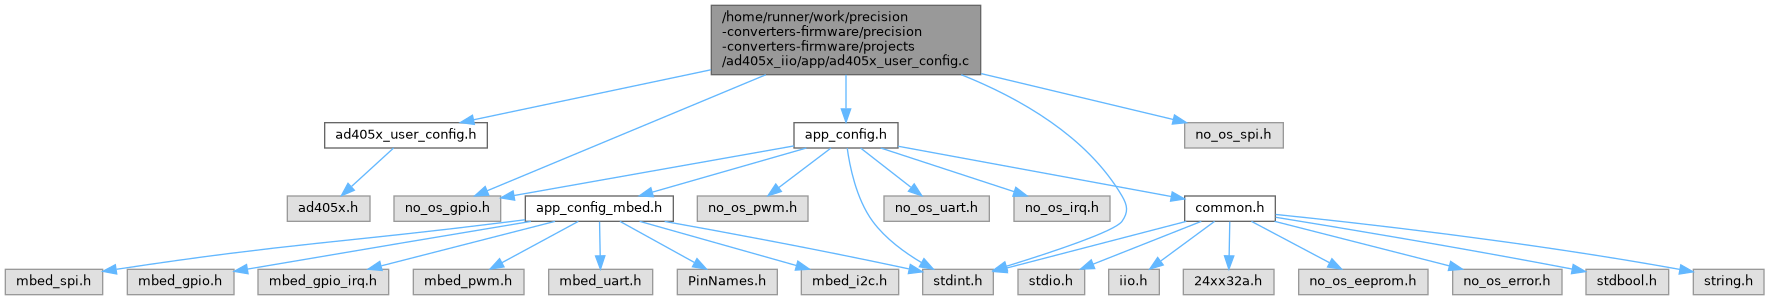 /home/runner/work/precision
-converters-firmware/precision
-converters-firmware/projects
/ad405x_iio/app/ad405x_user_config.c
ad405x_user_config.h
app_config.h
no_os_spi.h
ad405x.h
no_os_gpio.h
app_config_mbed.h
no_os_pwm.h
no_os_uart.h
no_os_irq.h
common.h
mbed_spi.h
mbed_gpio.h
mbed_gpio_irq.h
mbed_pwm.h
mbed_uart.h
PinNames.h
mbed_i2c.h
stdint.h
stdio.h
iio.h
24xx32a.h
no_os_eeprom.h
no_os_error.h
stdbool.h
string.h